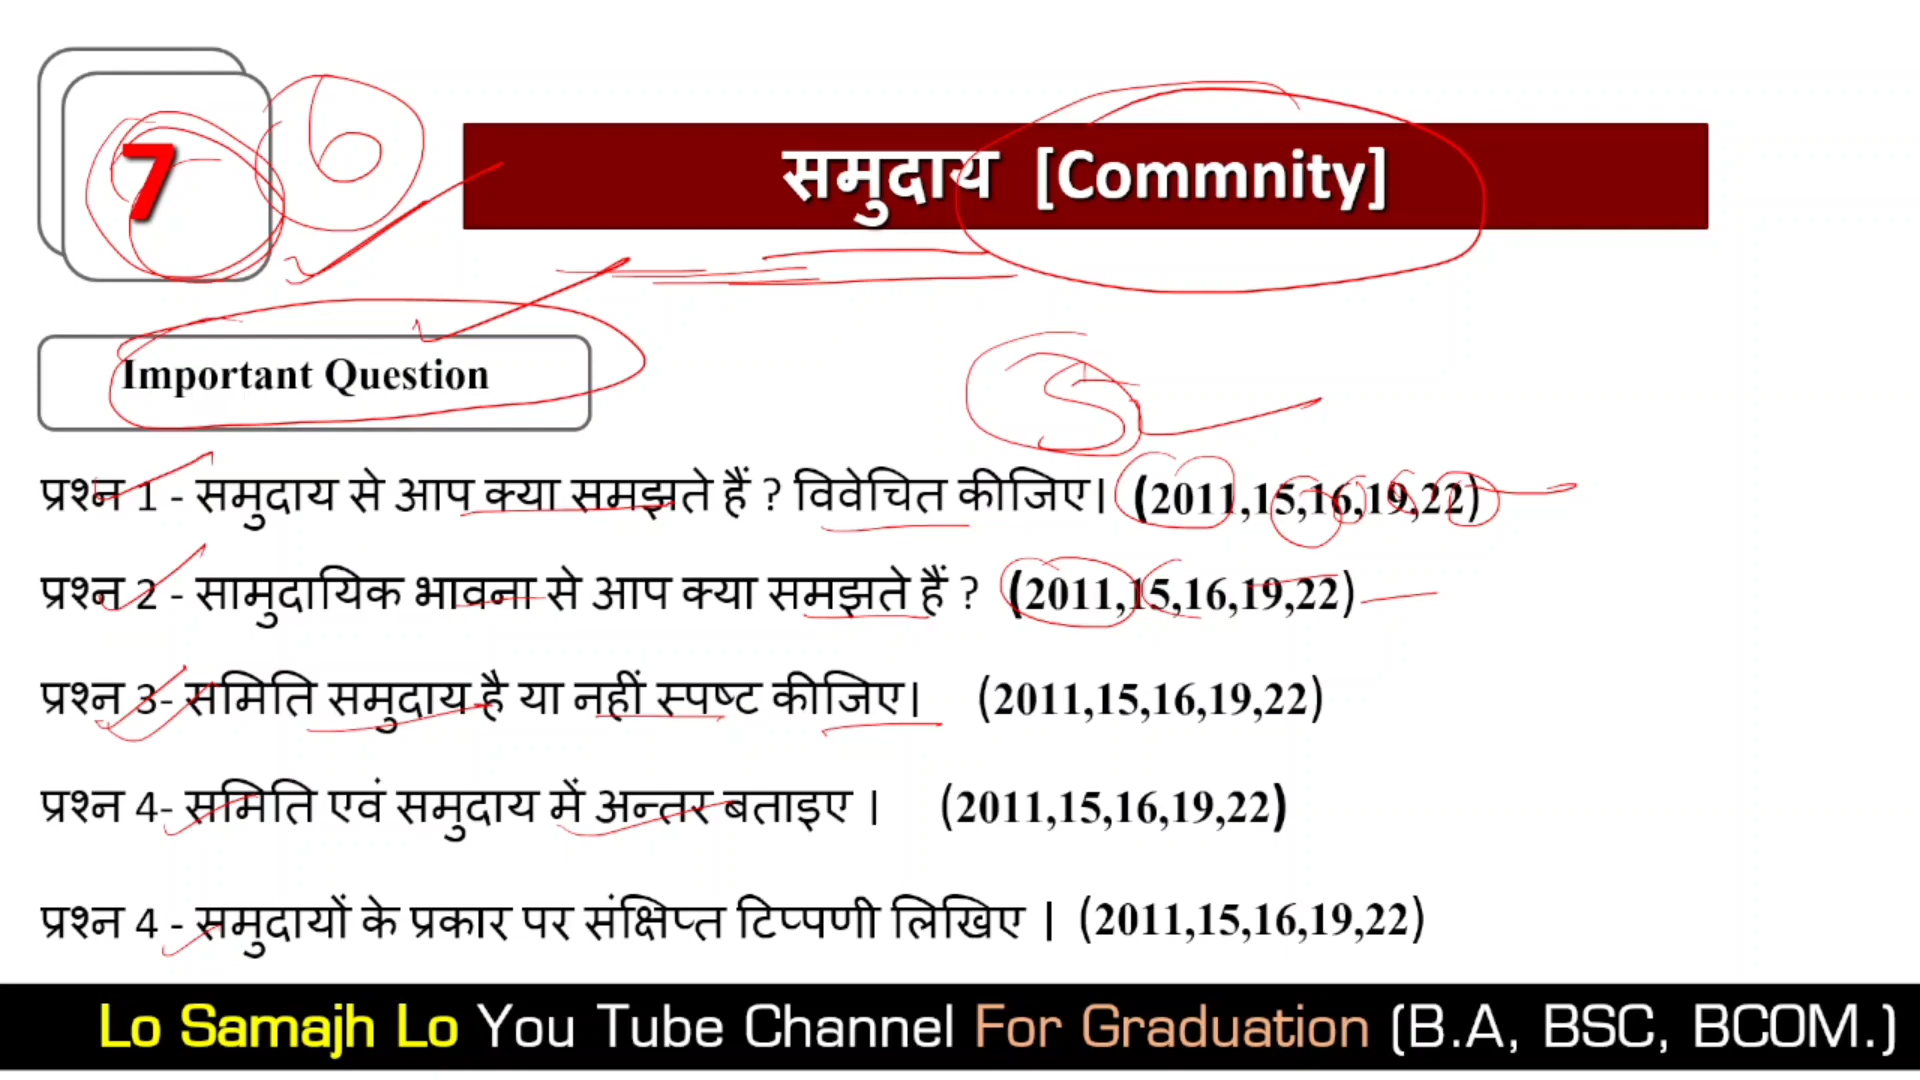 7 6
समुदाय [Commnity]
Important Question
5
प्रश्न 1 - समुदाय से आप क्या समझते हैं ? विवेचित कीजिए। (2011,15,16,19,22)
प्रश्न 2 - सामुदायिक भावना से आप क्या समझते हैं ? (2011,15,16,19,22)
प्रश्न 3- समिति समुदाय है या नहीं स्पष्ट कीजिए। (2011,15,16,19,22)
प्रश्न 4- समिति एवं समुदाय में अन्तर बताइए । (2011,15,16,19,22)
प्रश्न 4 - समुदायों के प्रकार पर संक्षिप्त टिप्पणी लिखिए | (2011,15,16,19,22)
Lo Samajh Lo You Tube Channel For Graduation (B.A, BSC, BCOM.)